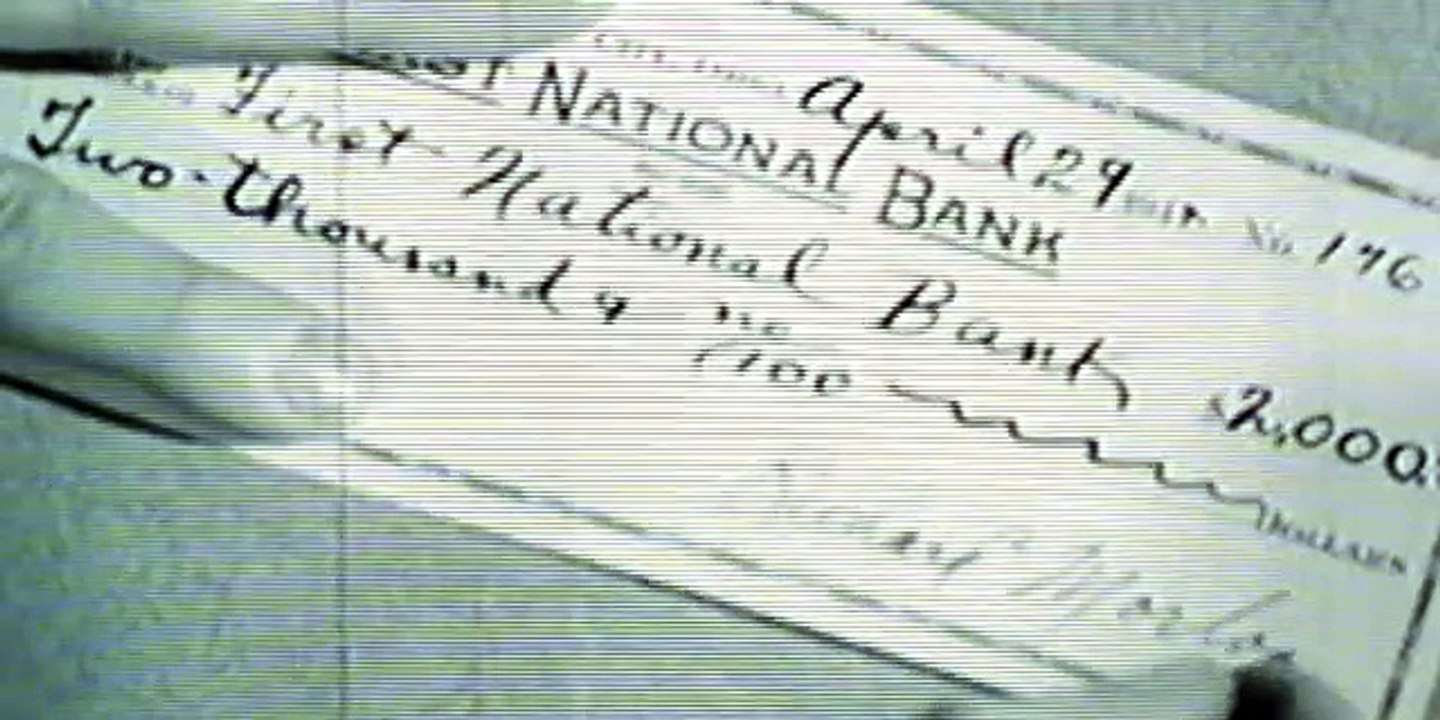 April 29 No. 176
NATIONAL BANK
First National Bank 2,000
Two thousand & no/100 DOLLARS